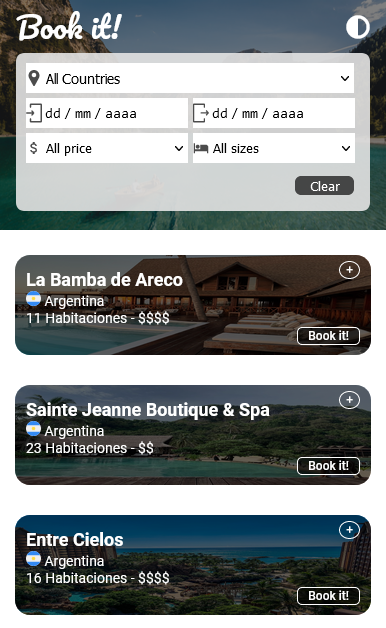 Book it!
All Countries
dd / mm / aaaa dd / mm / aaaa
$ All price All sizes
Clear
+
La Bamba de Areco
Argentina
11 Habitaciones - $$$$
Book it!
+
Sainte Jeanne Boutique & Spa
Argentina
23 Habitaciones - $$
Book it!
+
Entre Cielos
Argentina
16 Habitaciones - $$$$
Book it!